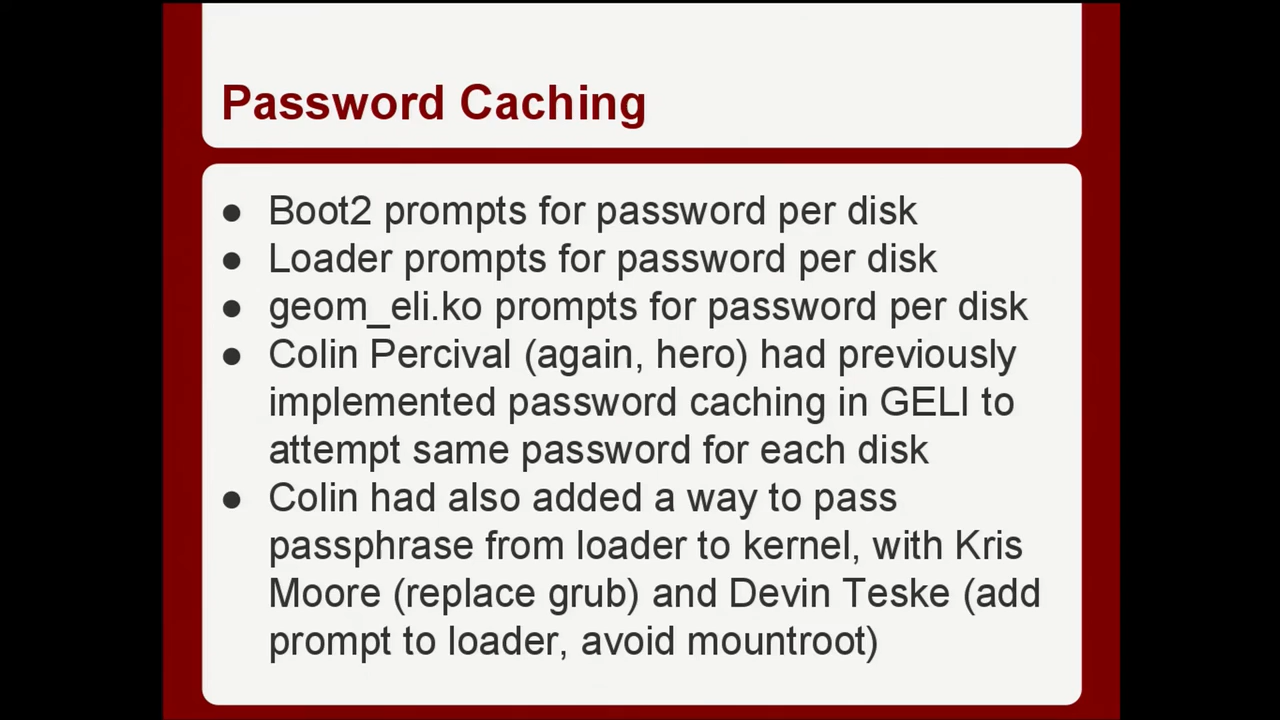 Password Caching
● Boot2 prompts for password per disk
● Loader prompts for password per disk
● geom_eli.ko prompts for password per disk
● Colin Percival (again, hero) had previously
implemented password caching in GELI to
attempt same password for each disk
● Colin had also added a way to pass
passphrase from loader to kernel, with Kris
Moore (replace grub) and Devin Teske (add
prompt to loader, avoid mountroot)